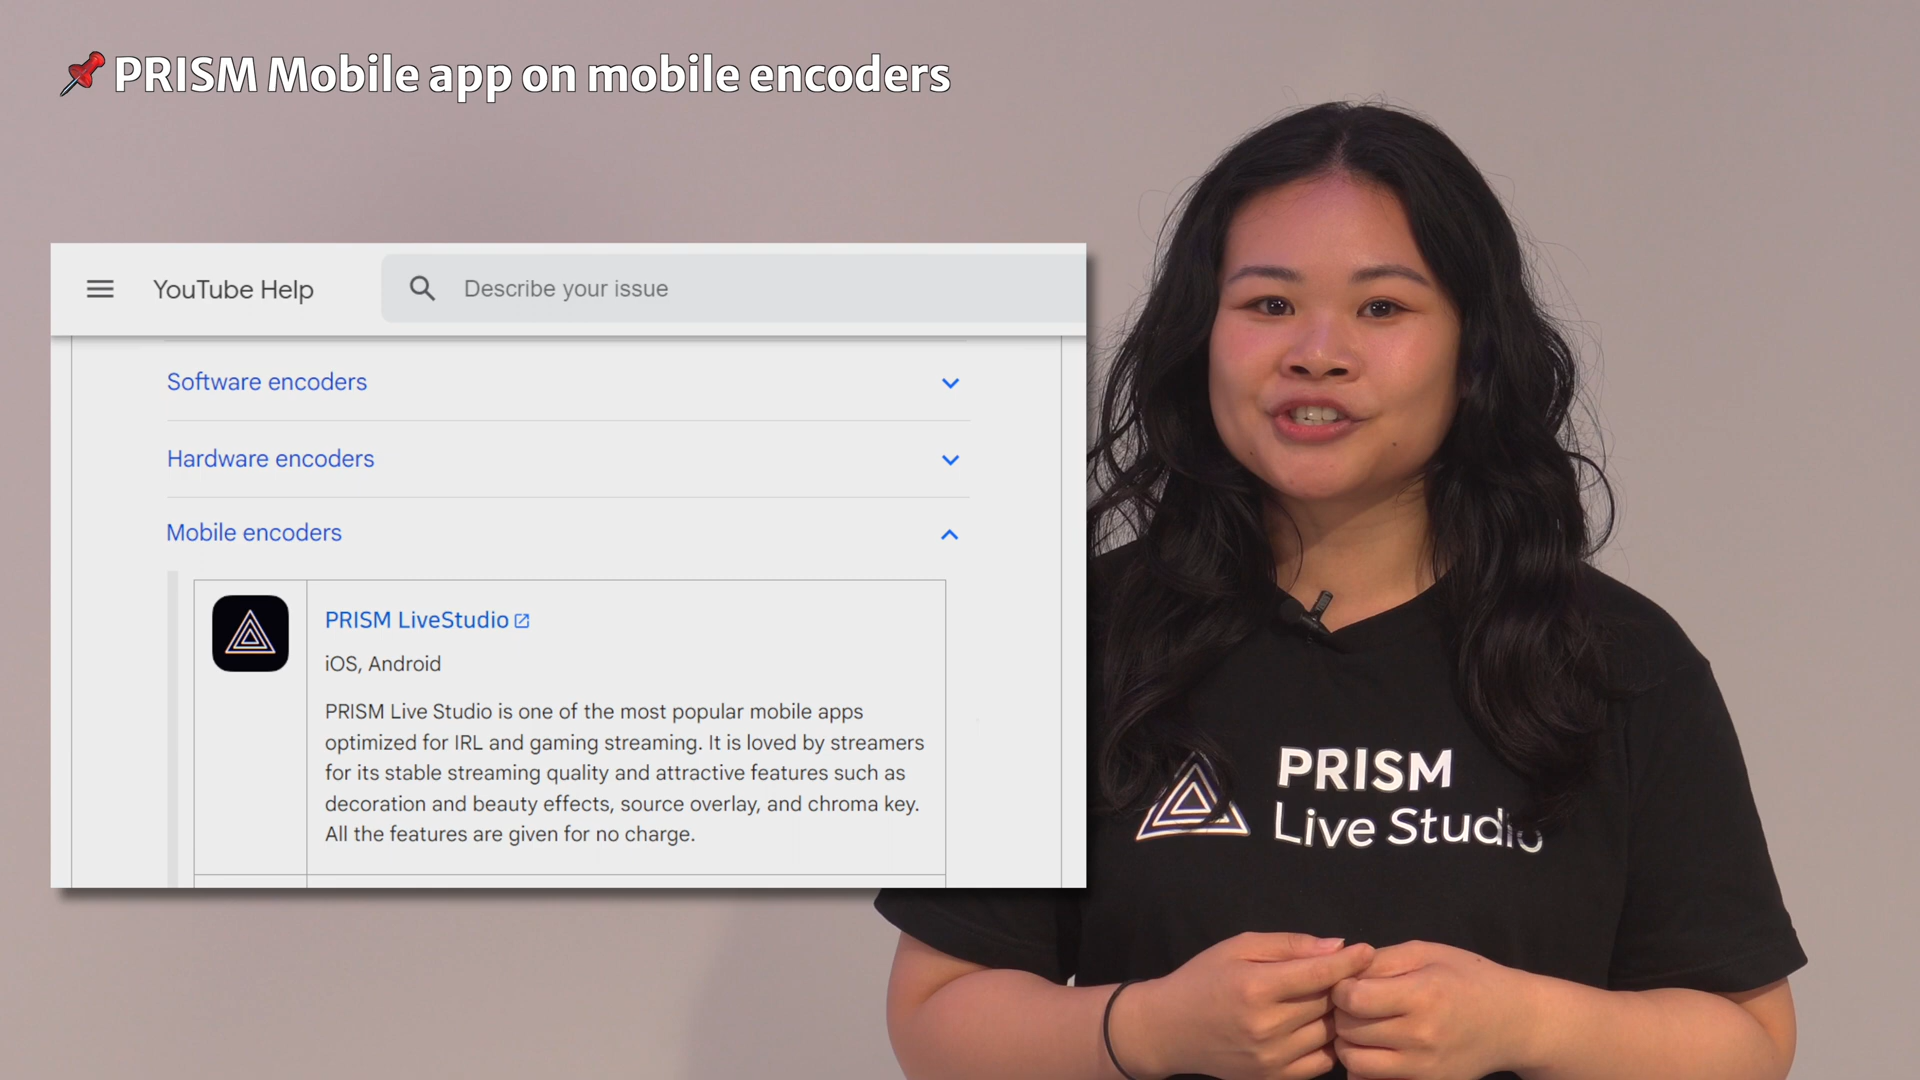 PRISM Mobile app on mobile encoders
YouTube Help
Describe your issue
Software encoders
Hardware encoders
Mobile encoders
PRISM LiveStudio
iOS, Android
PRISM Live Studio is one of the most popular mobile apps
optimized for IRL and gaming streaming. It is loved by streamers
for its stable streaming quality and attractive features such as
decoration and beauty effects, source overlay, and chroma key.
All the features are given for no charge.
PRISM
Live Studio